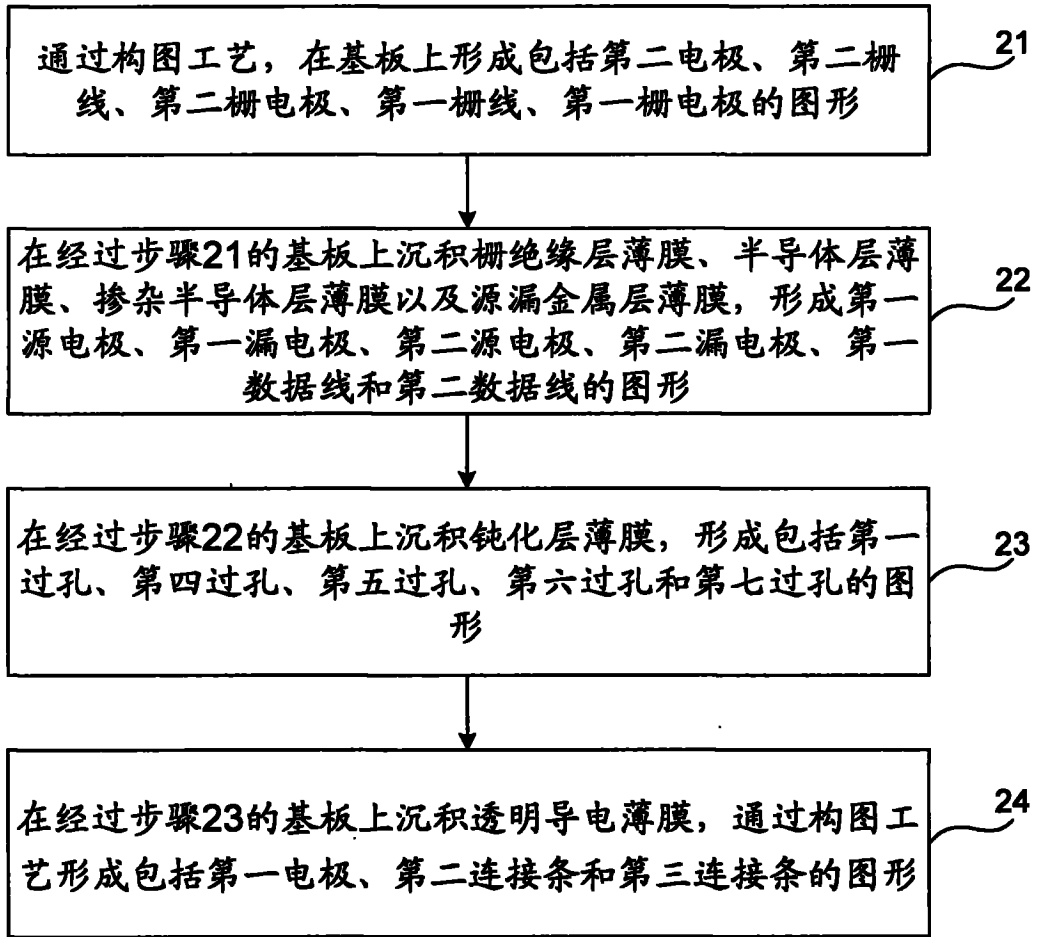 通过构图工艺，在基板上形成包括第二电极、第二栅
线、第二栅电极、第一栅线、第一栅电极的图形
21
在经过步骤21的基板上沉积栅绝缘层薄膜、半导体层薄
膜、掺杂半导体层薄膜以及源漏金属层薄膜，形成第一
源电极、第一漏电极、第二源电极、第二漏电极、第一
数据线和第二数据线的图形
22
在经过步骤22的基板上沉积钝化层薄膜，形成包括第一
过孔、第四过孔、第五过孔、第六过孔和第七过孔的图
形
23
在经过步骤23的基板上沉积透明导电薄膜，通过构图工
艺形成包括第一电极、第二连接条和第三连接条的图形
24